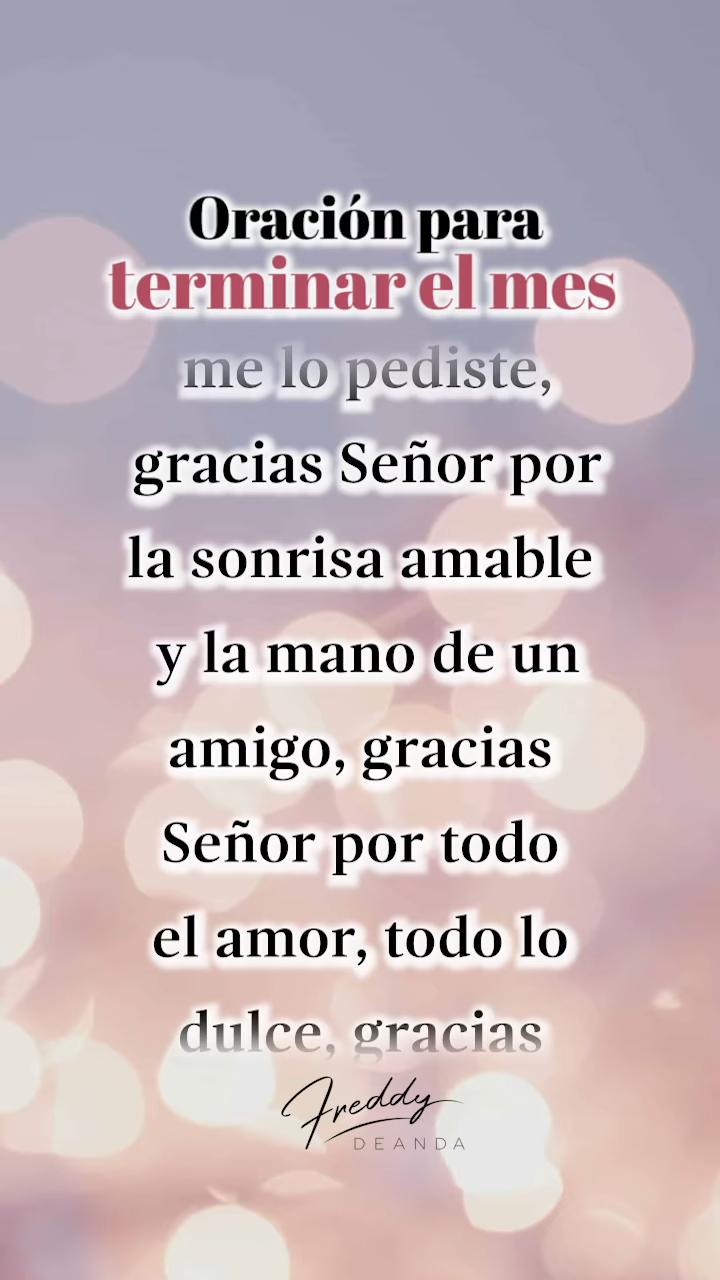 Oración para
terminar el mes
me lo pediste,
gracias Señor por
la sonrisa amable
y la mano de un
amigo, gracias
Señor por todo
el amor, todo lo
dulce, gracias
Freddy
DEANDA